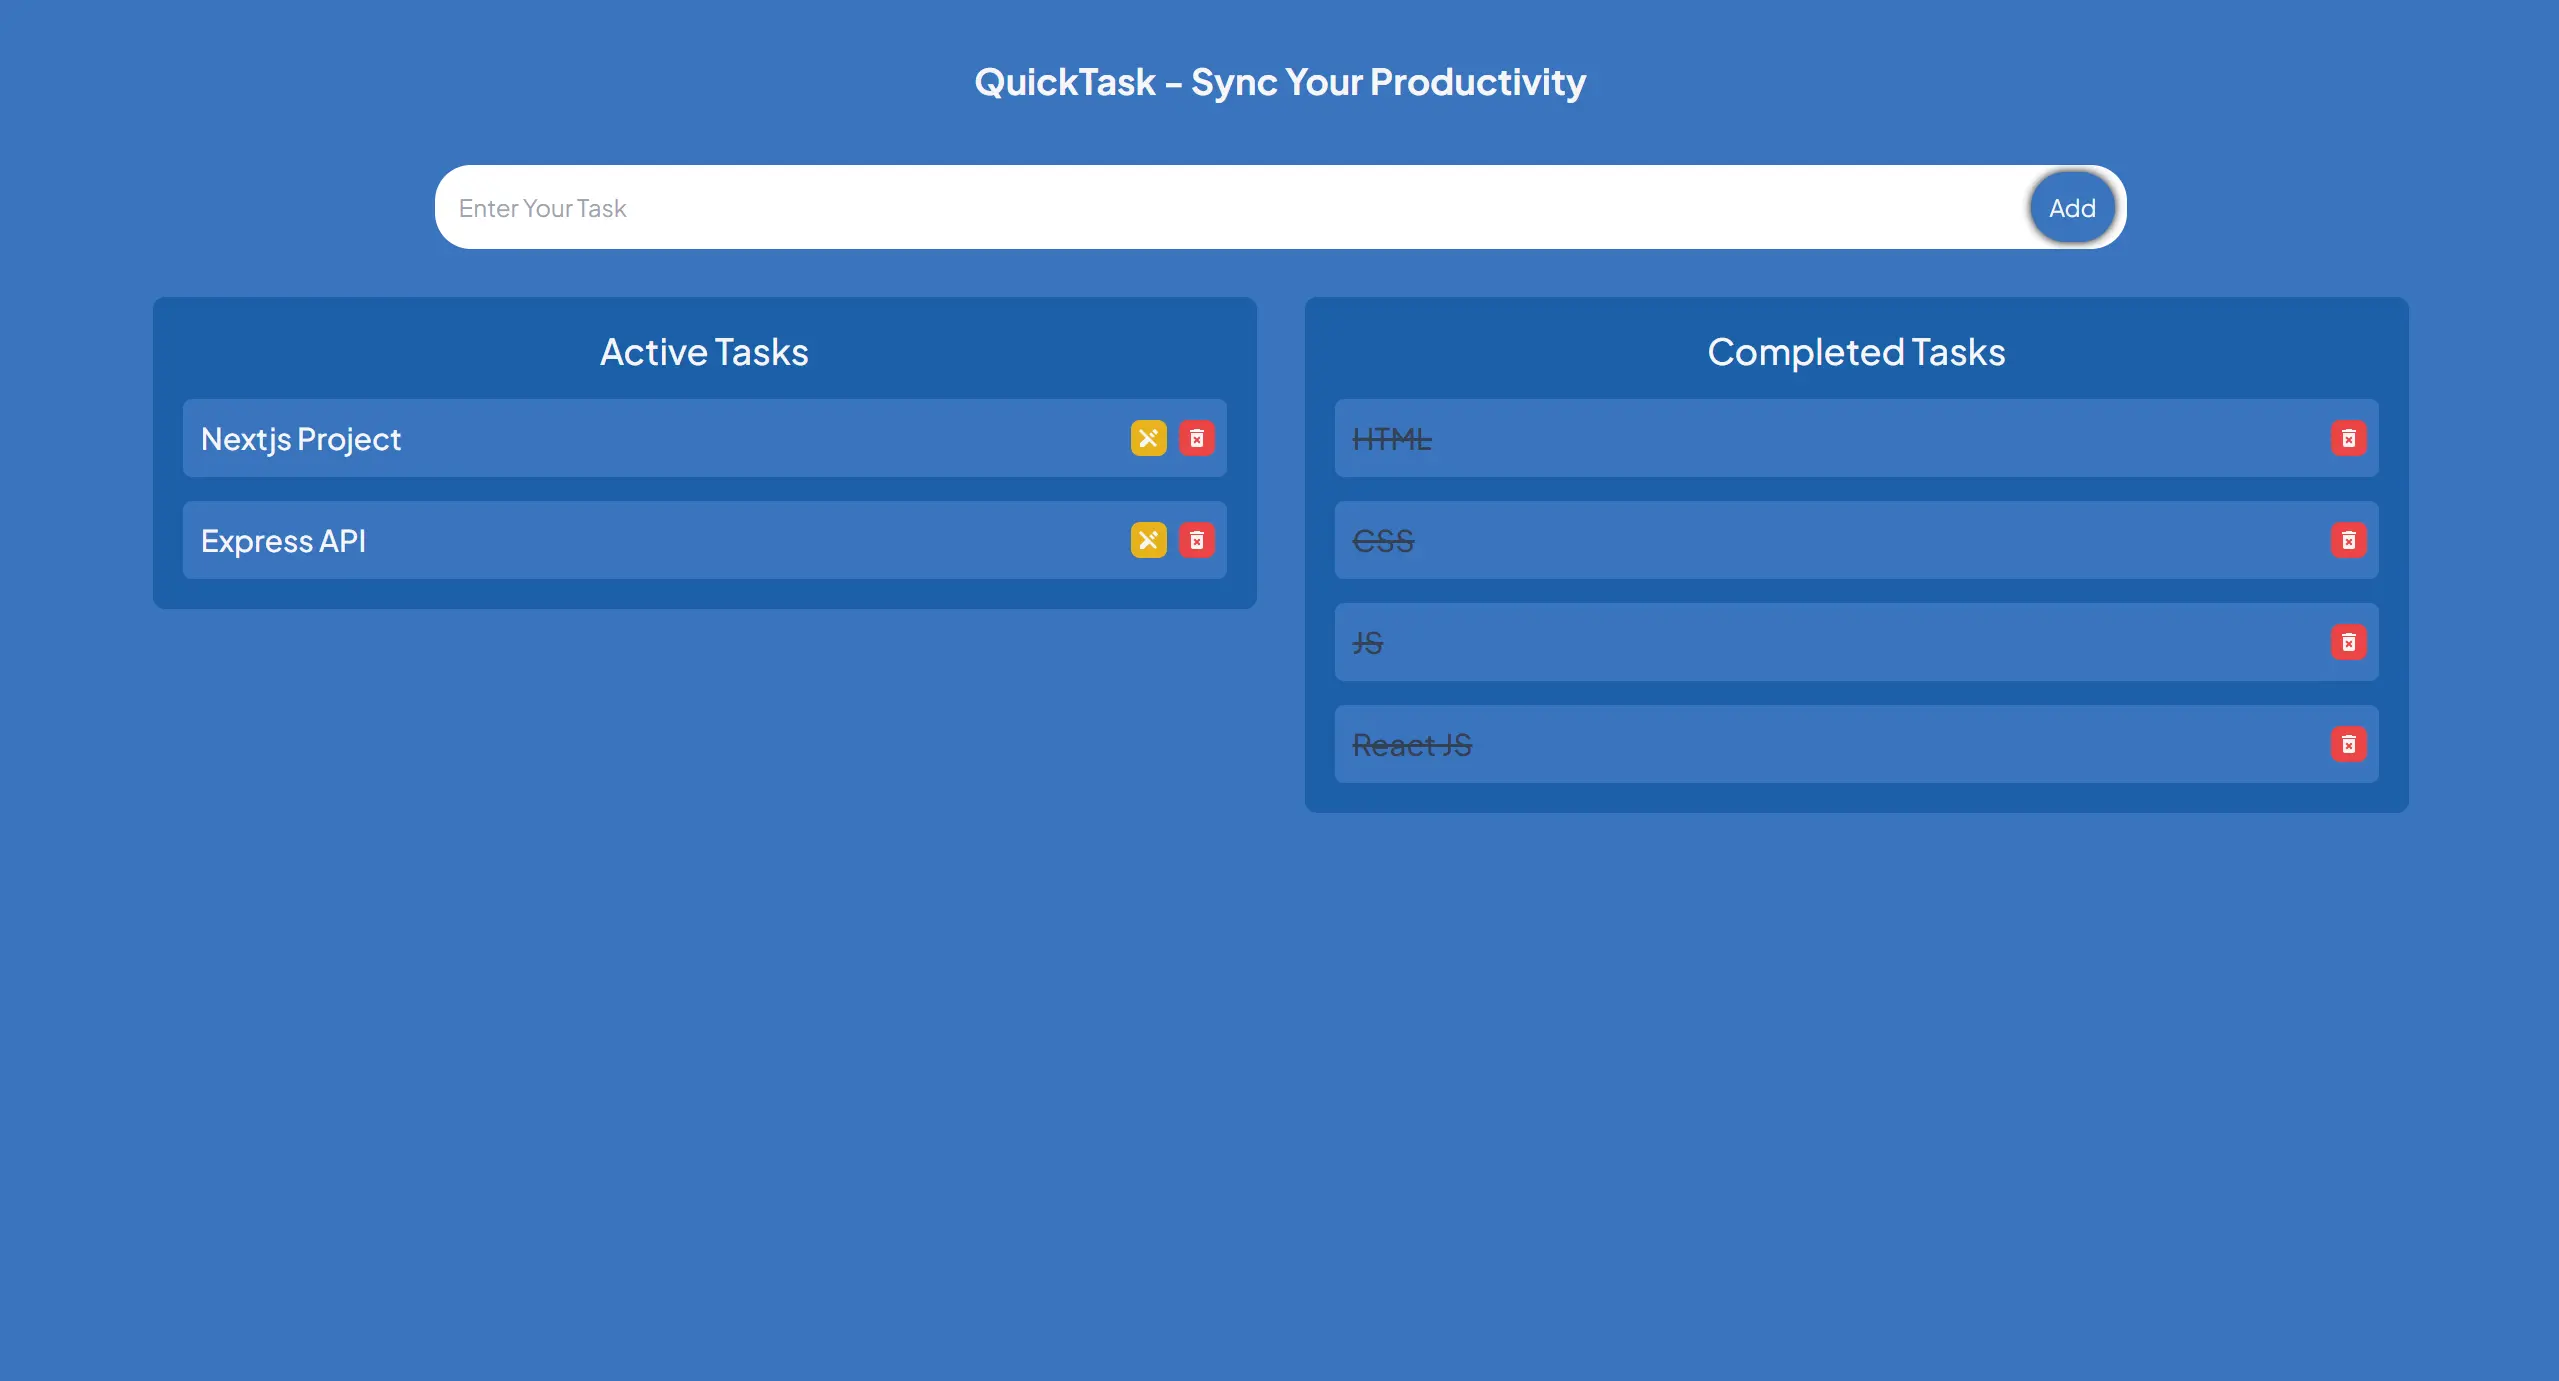 QuickTask – Sync Your Productivity
Enter Your Task
Add
Active Tasks
Nextjs Project
Express API
Completed Tasks
HTML
CSS
JS
React JS